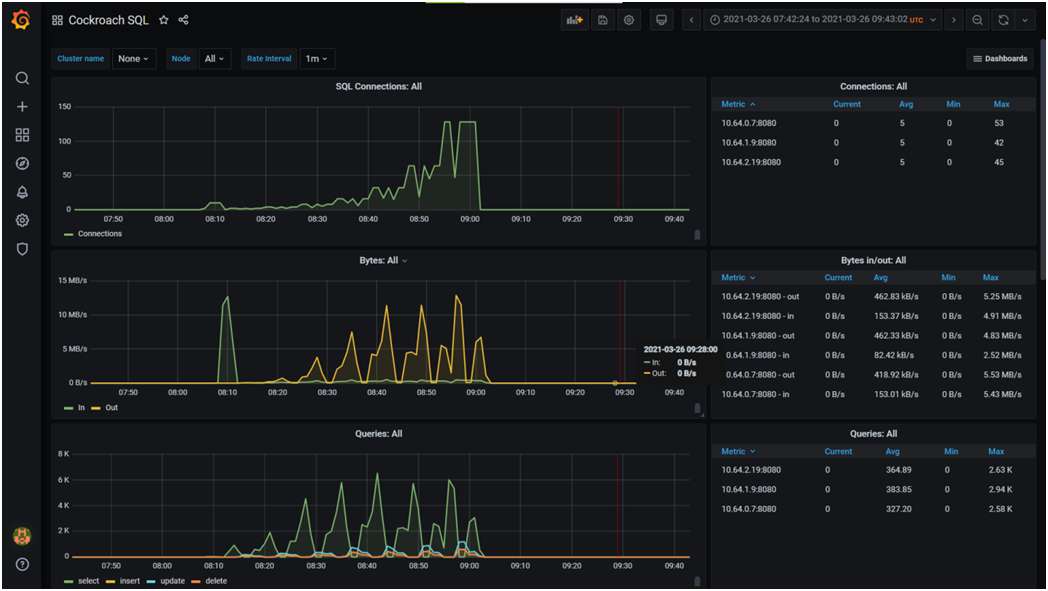 Cockroach SQL
2021-03-26 07:42:24 to 2021-03-26 09:43:02 UTC
Cluster name None Node All Rate Interval 1m Dashboards
SQL Connections: All
150
100
50
0
07:50 08:00 08:10 08:20 08:30 08:40 08:50 09:00 09:10 09:20 09:30 09:40
Connections
Connections: All
Metric Current Avg Min Max
10.64.0.7:8080 0 5 0 53
10.64.1.9:8080 0 5 0 42
10.64.2.19:8080 0 5 0 45
Bytes: All
15 MB/s
10 MB/s
5 MB/s
0 B/s
07:50 08:00 08:10 08:20 08:30 08:40 08:50 09:00 09:10 09:20 09:30 09:40
In Out
2021-03-26 09:28:00
In: 0 B/s
Out: 0 B/s
Bytes in/out: All
Metric Current Avg Min Max
10.64.2.19:8080 - out 0 B/s 462.83 kB/s 0 B/s 5.25 MB/s
10.64.2.19:8080 - in 0 B/s 153.37 kB/s 0 B/s 4.91 MB/s
10.64.1.9:8080 - out 0 B/s 462.33 kB/s 0 B/s 4.83 MB/s
0.64.1.9:8080 - in 0 B/s 82.42 kB/s 0 B/s 2.52 MB/s
0.64.0.7:8080 - out 0 B/s 418.92 kB/s 0 B/s 5.53 MB/s
10.64.0.7:8080 - in 0 B/s 153.01 kB/s 0 B/s 5.43 MB/s
Queries: All
8 K
6 K
4 K
2 K
0
07:50 08:00 08:10 08:20 08:30 08:40 08:50 09:00 09:10 09:20 09:30 09:40
select insert update delete
Queries: All
Metric Current Avg Min Max
10.64.2.19:8080 0 364.89 0 2.63 K
10.64.1.9:8080 0 383.85 0 2.94 K
10.64.0.7:8080 0 327.20 0 2.58 K